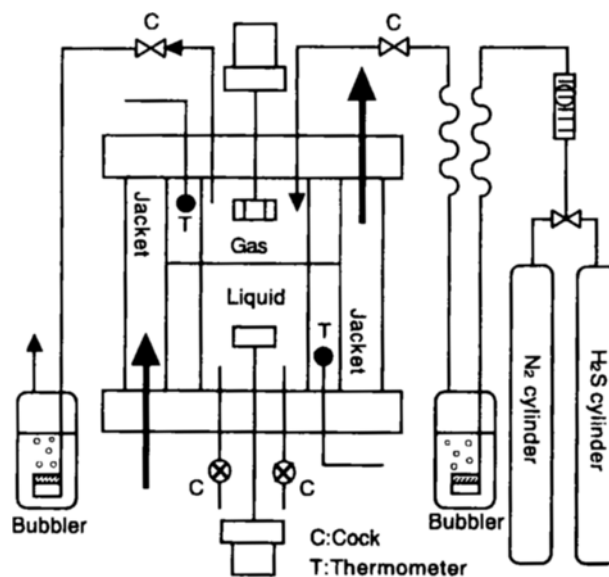 C
C
Jacket
T
Gas
Liquid
T
Jacket
N2 cylinder
H2S cylinder
C
C
Bubbler
Bubbler
C:Cock
T:Thermometer